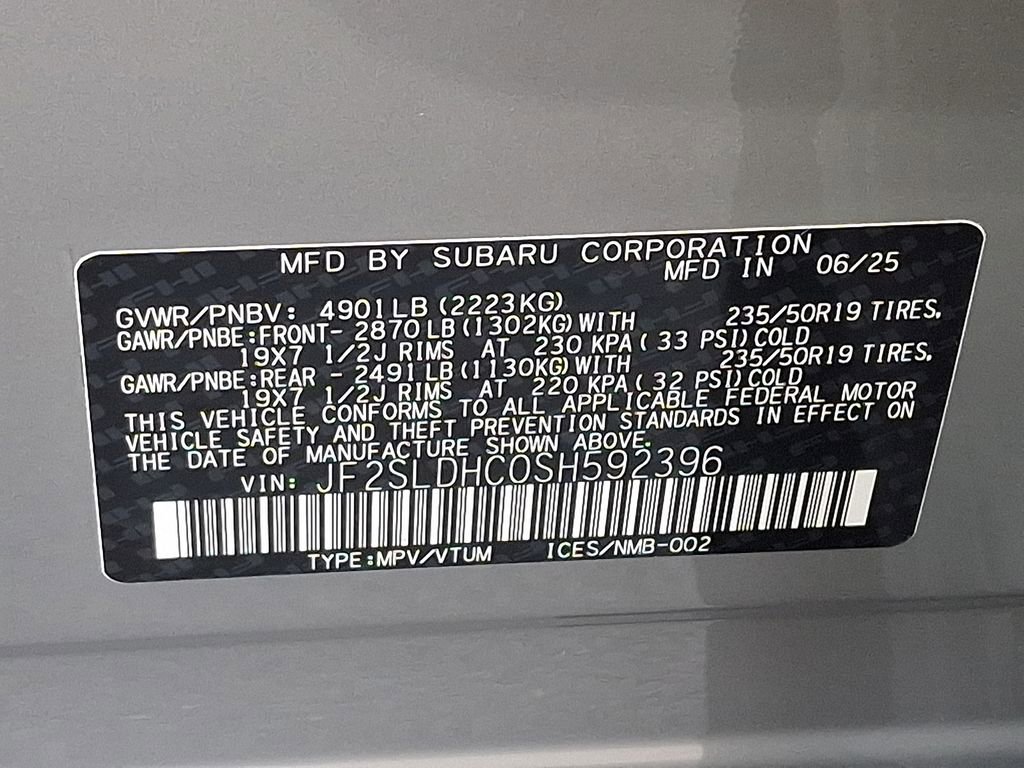 MFD BY SUBARU CORPORATION
MFD IN 06/25
GVWR/PNBV: 4901LB(2223KG)
GAWR/PNBE:FRONT- 2870LB(1302KG)WITH 235/50R19 TIRES.
19X7 1/2J RIMS AT 230 KPA( 33 PSI)COLD
GAWR/PNBE:REAR - 2491LB(1130KG)WITH 235/50R19 TIRES.
19X7 1/2J RIMS AT 220 KPA( 32 PSI)COLD
THIS VEHICLE CONFORMS TO ALL APPLICABLE FEDERAL MOTOR
VEHICLE SAFETY AND THEFT PREVENTION STANDARDS IN EFFECT ON
THE DATE OF MANUFACTURE SHOWN ABOVE.
VIN: JF2SLDHC0SH592396
TYPE:MPV/VTUM ICES/NMB-002